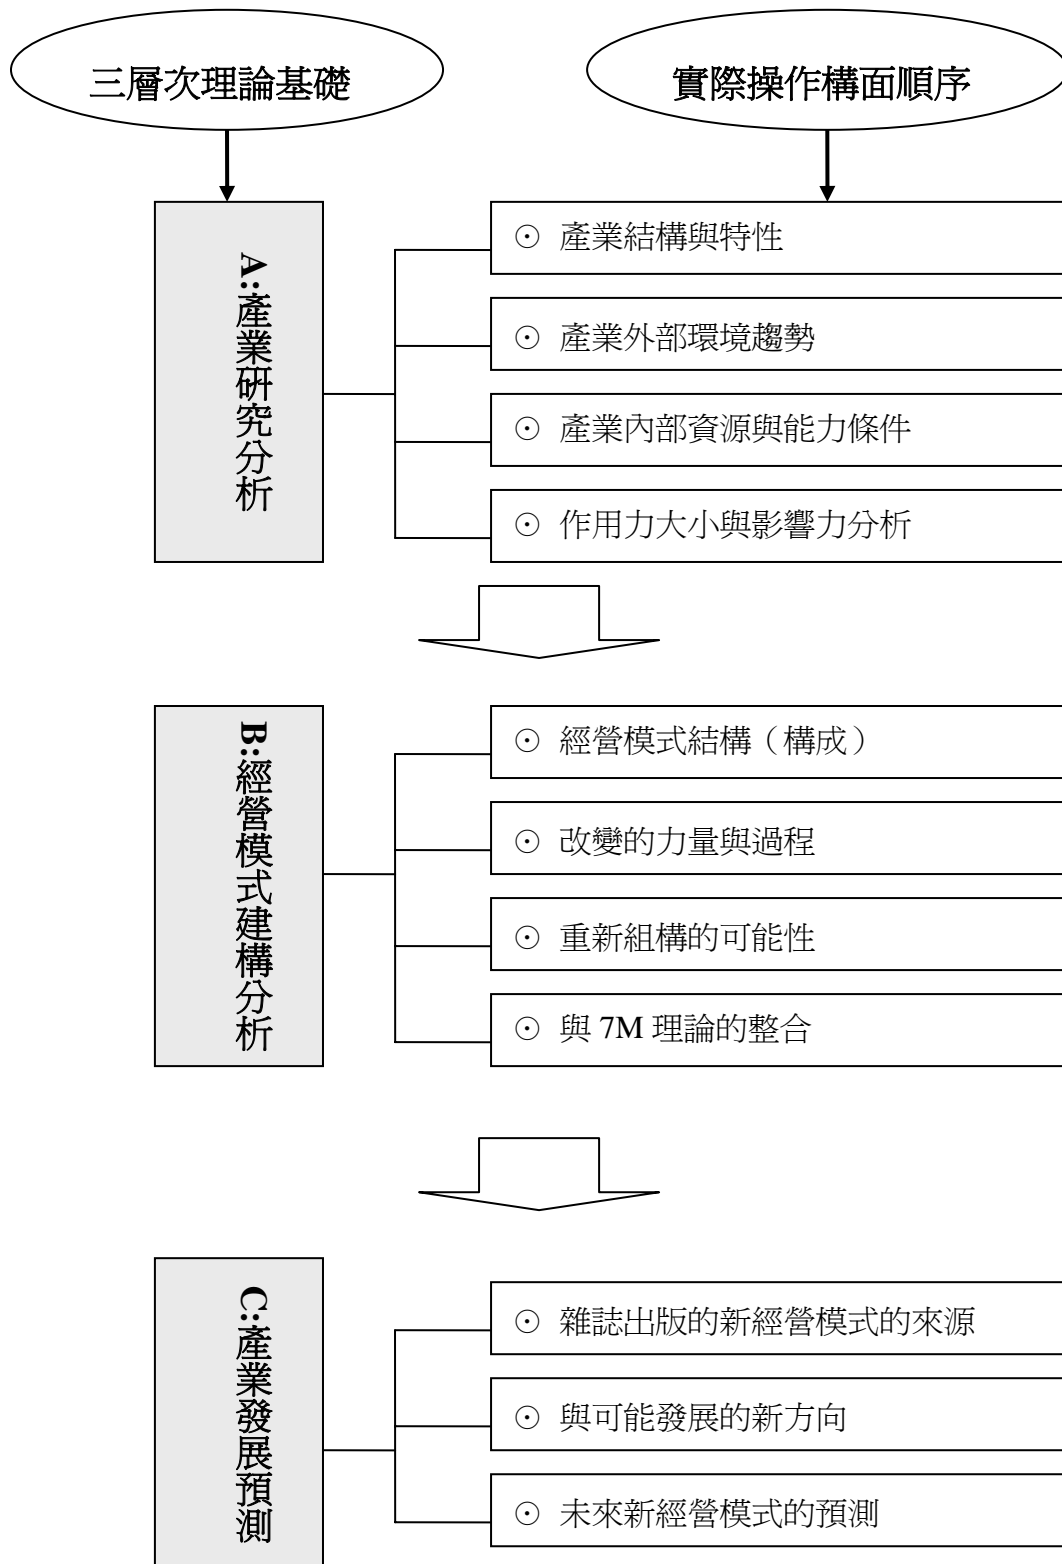 三層次理論基礎
實際操作構面順序
A:產業研究分析
⊙ 產業結構與特性
⊙ 產業外部環境趨勢
⊙ 產業內部資源與能力條件
⊙ 作用力大小與影響力分析
B:經營模式建構分析
⊙ 經營模式結構（構成）
⊙ 改變的力量與過程
⊙ 重新組構的可能性
⊙ 與 7M 理論的整合
C:產業發展預測
⊙ 雜誌出版的新經營模式的來源
⊙ 與可能發展的新方向
⊙ 未來新經營模式的預測